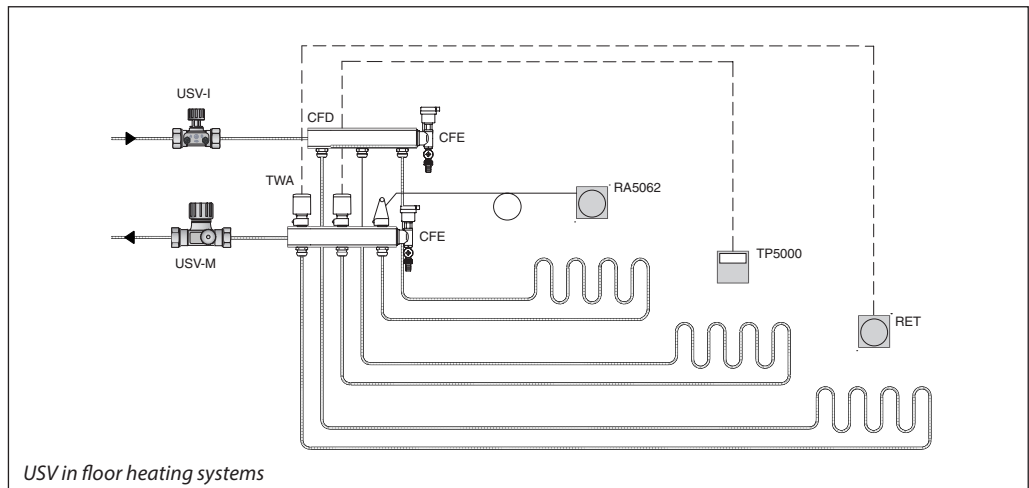 USV-I
CFD
CFE
TWA
RA5062
CFE
USV-M
TP5000
RET
USV in floor heating systems